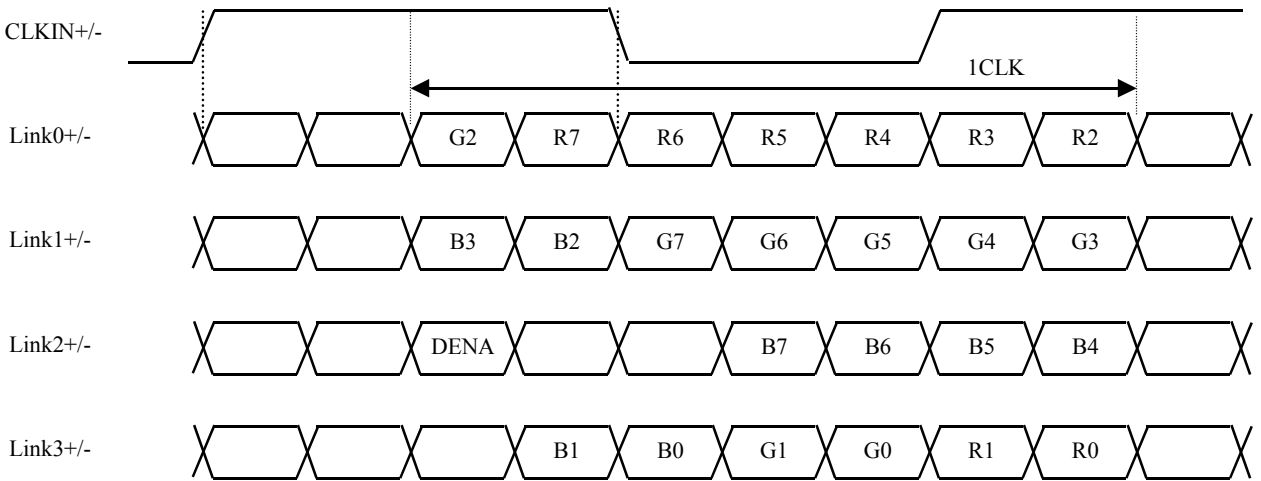 CLKIN+/-
1CLK
Link0+/- G2 R7 R6 R5 R4 R3 R2
Link1+/- B3 B2 G7 G6 G5 G4 G3
Link2+/- DENA B7 B6 B5 B4
Link3+/- B1 B0 G1 G0 R1 R0